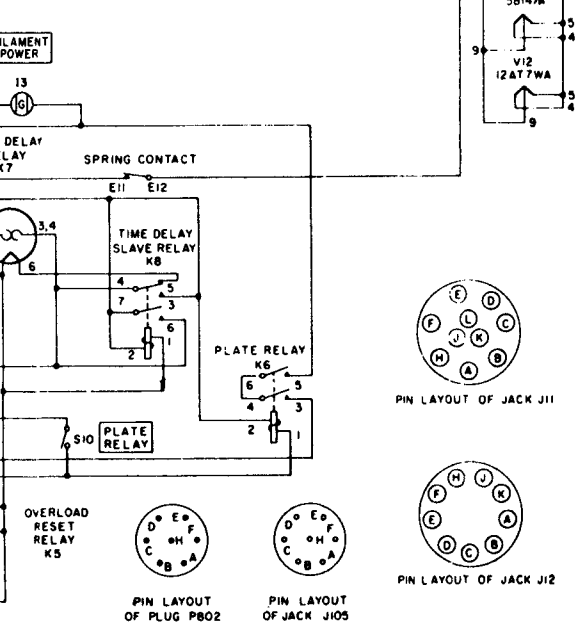 5814WA
5
4
9
V12
12AT7WA
5
4
9
ILAMENT
POWER
13
G
DELAY
LAY
K7
SPRING CONTACT
E11 E12
3,4
6
TIME DELAY
SLAVE RELAY
K8
4 5
7 3
6
2 1
PLATE RELAY
K6
6 5
4 3
2 1
S10
PLATE
RELAY
E D
F L C
J K
H B
A
PIN LAYOUT OF JACK J11
OVERLOAD
RESET
RELAY
K5
D E F
C H
B A
PIN LAYOUT
OF PLUG P802
D E F
C H
B A
PIN LAYOUT
OF JACK J105
H J
F K
E A
D B
C
PIN LAYOUT OF JACK J12